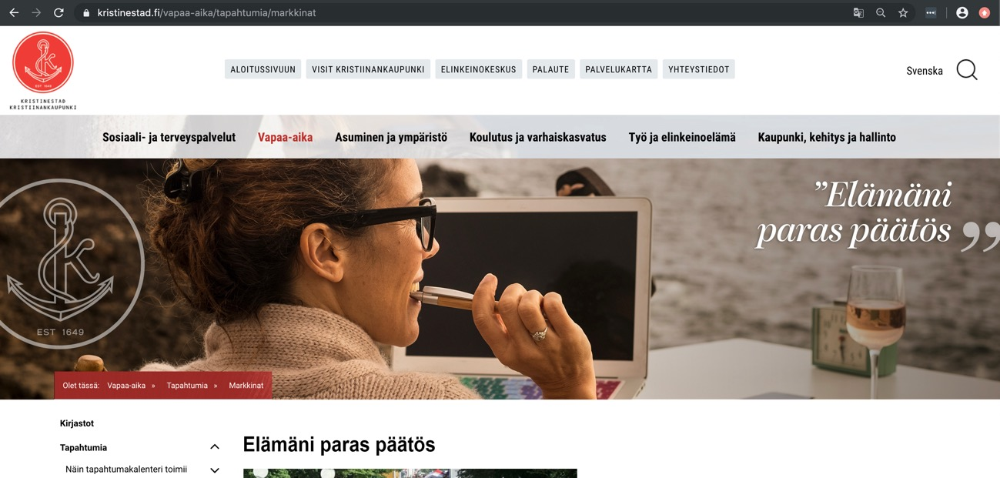 kristinestad.fi/vapaa-aika/tapahtumia/markkinat
EST 1649
KRISTINESTAD
KRISTIINANKAUPUNKI
ALOITUSSIVUUN VISIT KRISTIINANKAUPUNKI ELINKEINOKESKUS PALAUTE PALVELUKARTTA YHTEYSTIEDOT
Svenska
Sosiaali- ja terveyspalvelut Vapaa-aika Asuminen ja ympäristö Koulutus ja varhaiskasvatus Työ ja elinkeinoelämä Kaupunki, kehitys ja hallinto
”Elämäni
paras päätös ”
EST 1649
Olet tässä: Vapaa-aika » Tapahtumia » Markkinat
Kirjastot
Tapahtumia
Näin tapahtumakalenteri toimii
Elämäni paras päätös